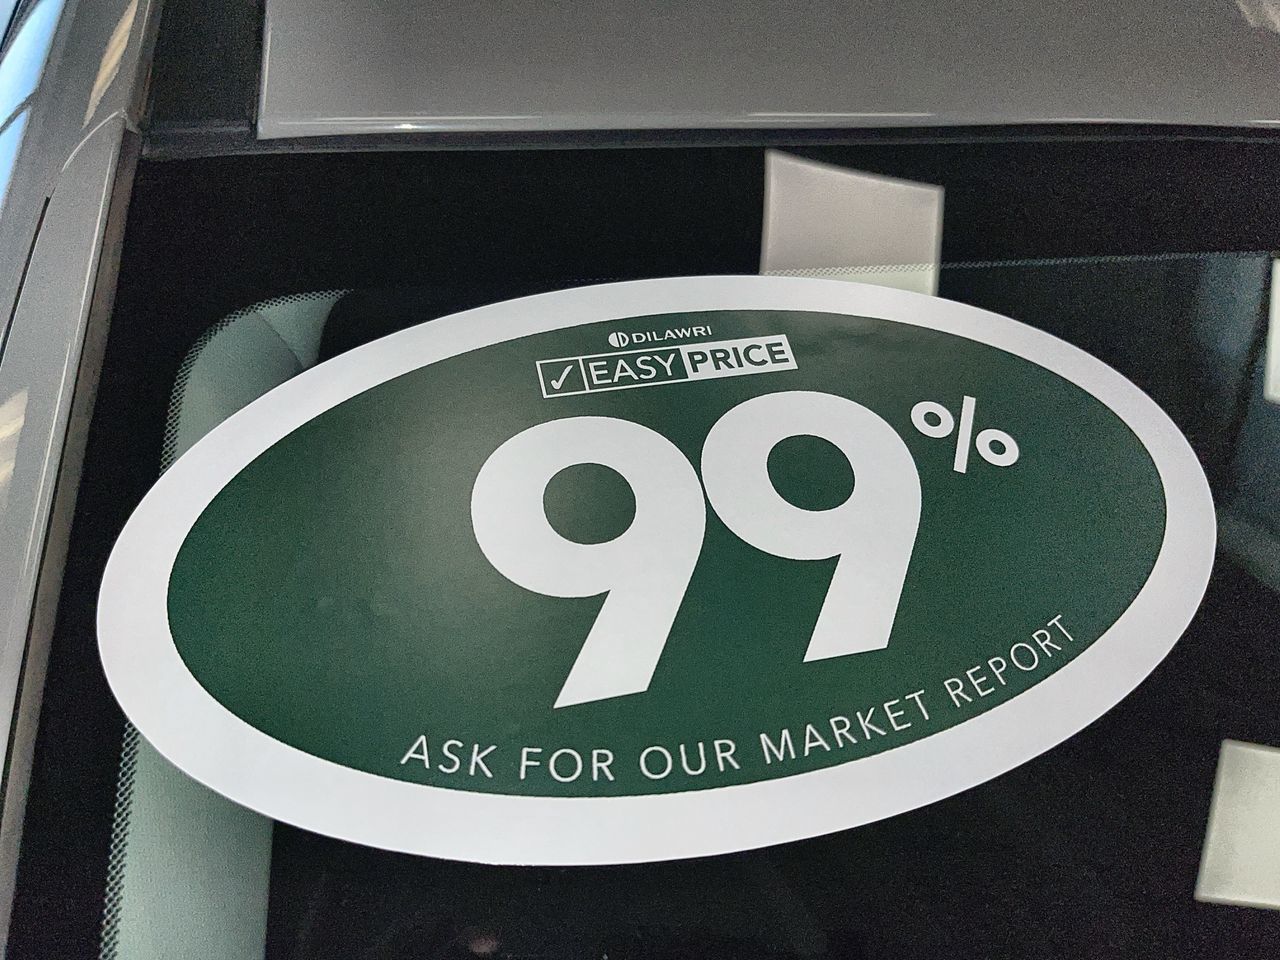 DILAWRI
✓ EASY PRICE
99%
ASK FOR OUR MARKET REPORT